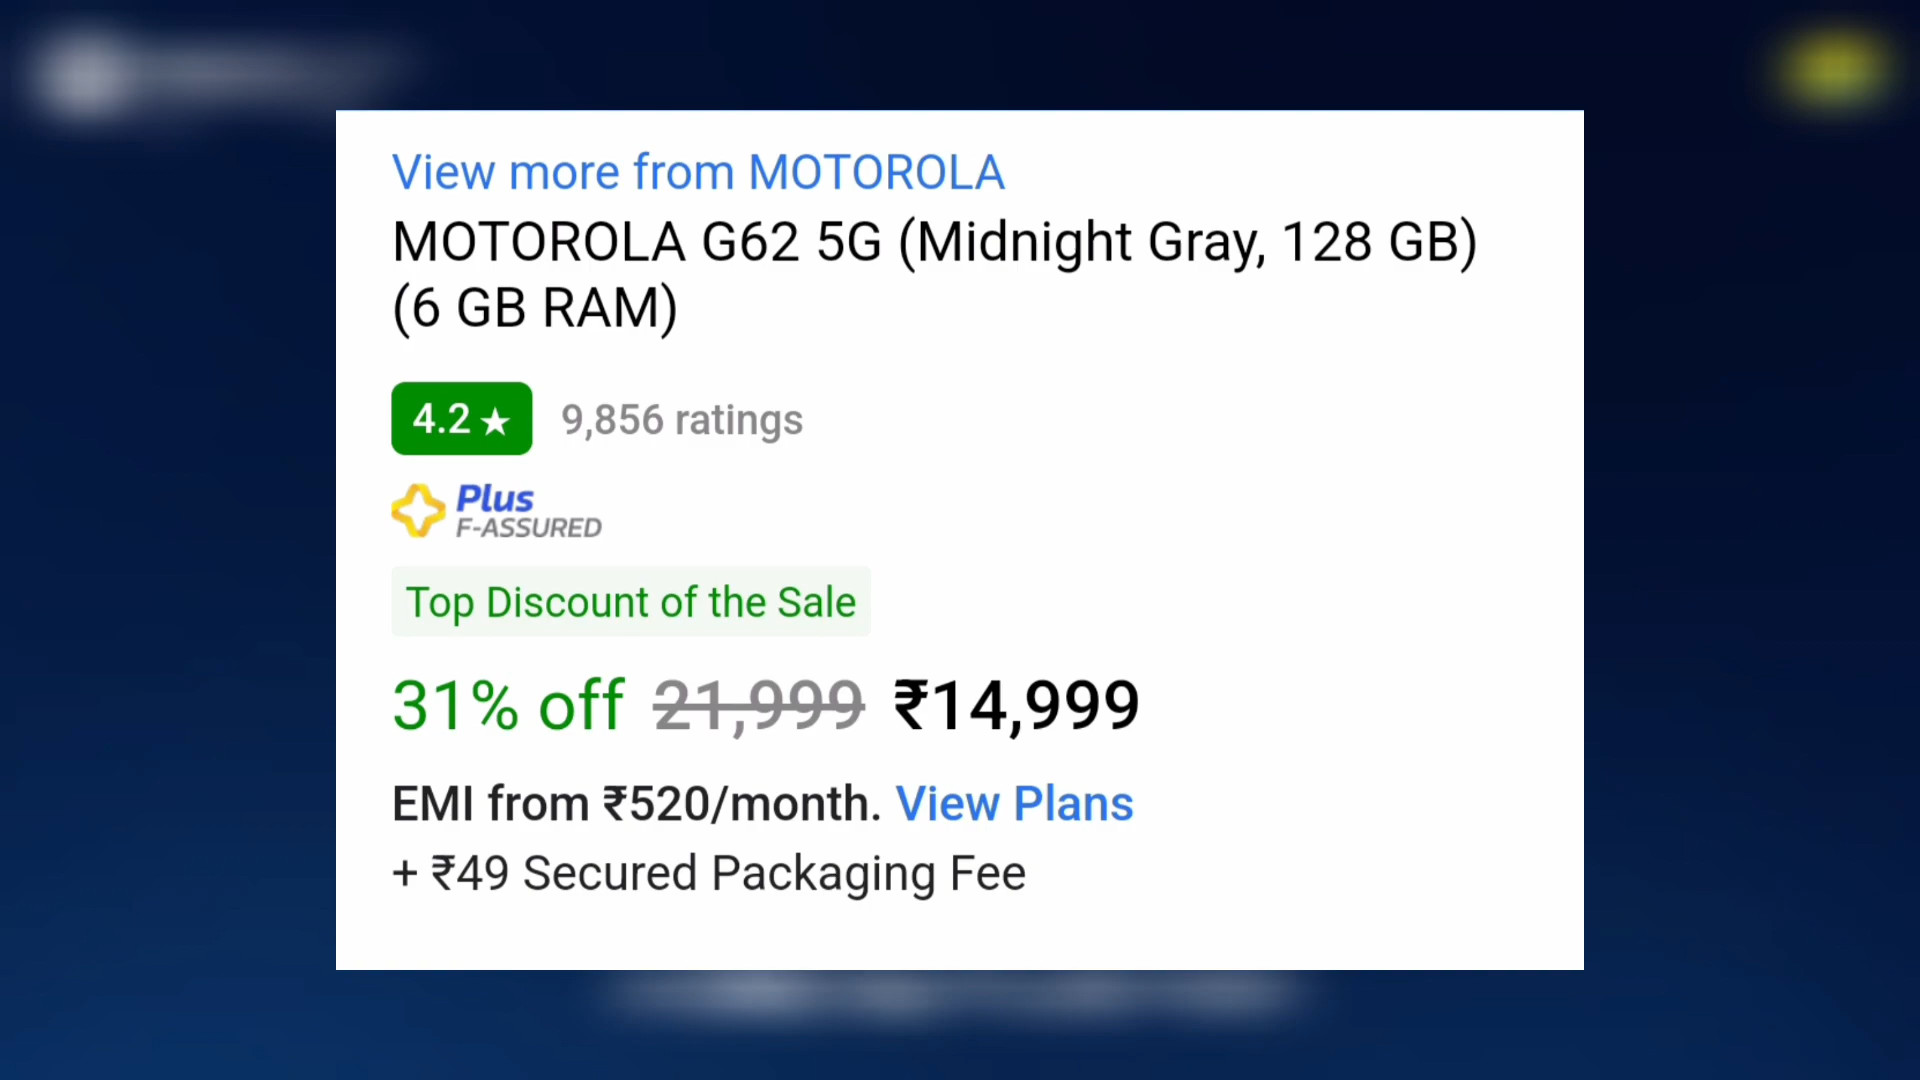 View more from MOTOROLA
MOTOROLA G62 5G (Midnight Gray, 128 GB)
(6 GB RAM)
4.2★ 9,856 ratings
Plus
F-ASSURED
Top Discount of the Sale
31% off 21,999 ₹14,999
EMI from ₹520/month. View Plans
+ ₹49 Secured Packaging Fee